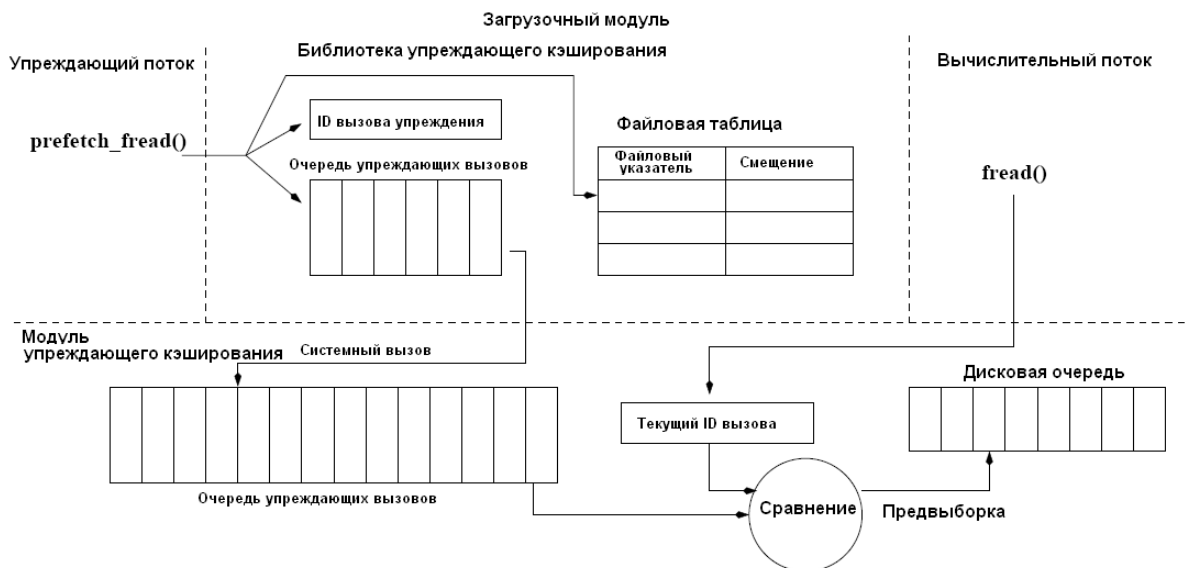 Загрузочный модуль
Упреждающий поток
Библиотека упреждающего кэширования
Вычислительный поток
prefetch_fread()
ID вызова упреждения
Очередь упреждающих вызовов
Файловая таблица
Файловый
указатель
Смещение
fread()
Модуль
упреждающего кэширования
Системный вызов
Дисковая очередь
Текущий ID вызова
Очередь упреждающих вызовов
Сравнение
Предвыборка